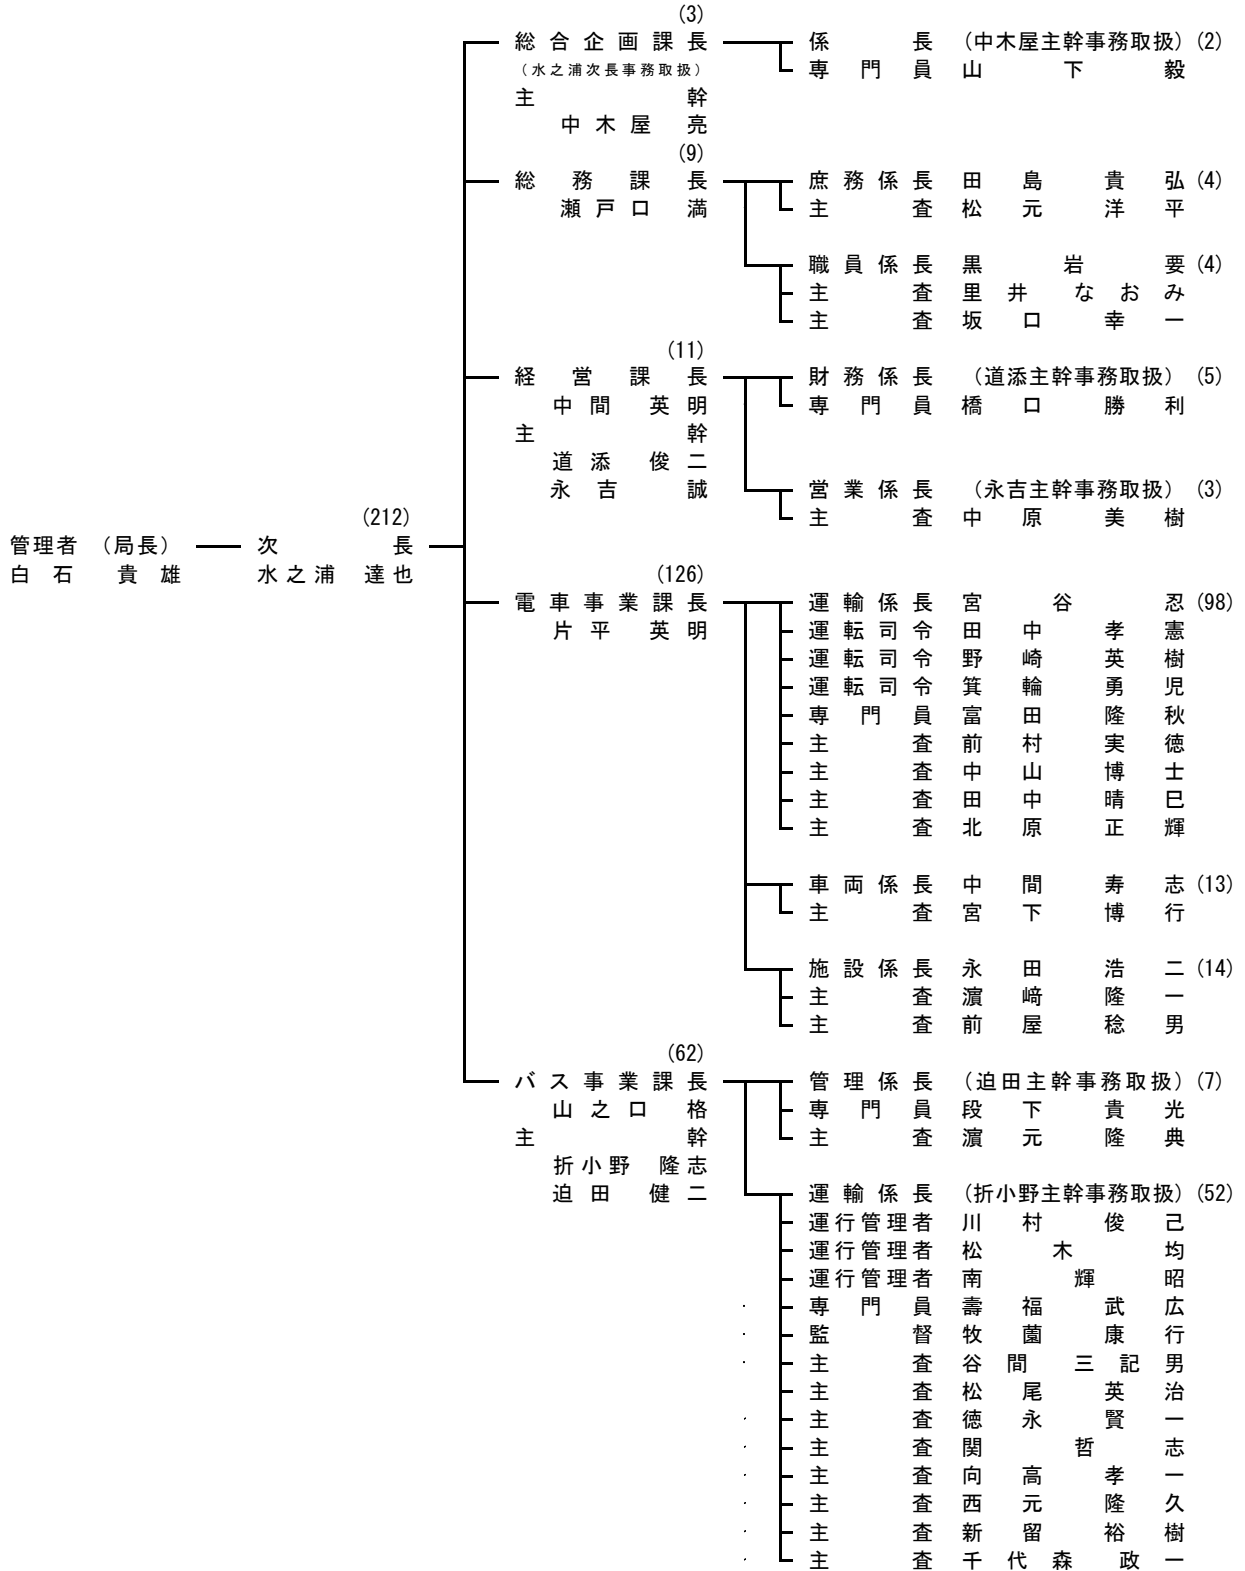 管理者（局長）
白石貴雄
(212)
次長
水之浦達也
(3)
総合企画課長
（水之浦次長事務取扱）
主幹
中木屋亮
係長（中木屋主幹事務取扱）(2)
専門員山下毅
(9)
総務課長
瀬戸口満
庶務係長田島貴弘(4)
主査松元洋平
職員係長黒岩要(4)
主査里井なおみ
主査坂口幸一
(11)
経営課長
中間英明
主幹
道添俊二
永吉誠
財務係長（道添主幹事務取扱）(5)
専門員橋口勝利
営業係長（永吉主幹事務取扱）(3)
主査中原美樹
(126)
電車事業課長
片平英明
運輸係長宮谷忍(98)
運転司令田中孝憲
運転司令野崎英樹
運転司令箕輪勇児
専門員富田隆秋
主査前村実徳
主査中山博士
主査田中晴巳
主査北原正輝
車両係長中間寿志(13)
主査宮下博行
施設係長永田浩二(14)
主査濵﨑隆一
主査前屋稔男
(62)
バス事業課長
山之口格
主幹
折小野隆志
迫田健二
管理係長（迫田主幹事務取扱）(7)
専門員段下貴光
主査濵元隆典
運輸係長（折小野主幹事務取扱）(52)
運行管理者川村俊己
運行管理者松木均
運行管理者南輝昭
専門員壽福武広
監督牧薗康行
主査谷間三記男
主査松尾英治
主査徳永賢一
主査関哲志
主査向高孝一
主査西元隆久
主査新留裕樹
主査千代森政一